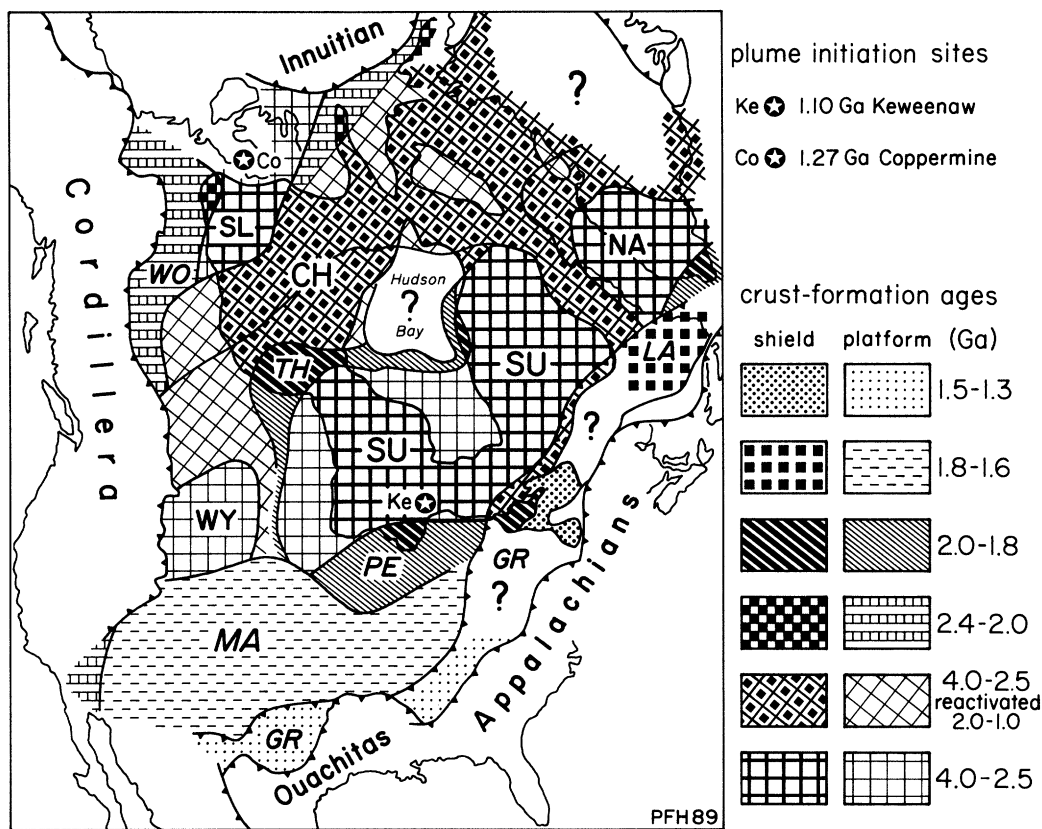 Innuitian
?
plume initiation sites
Ke ✪ 1.10 Ga Keweenaw
Co ✪ 1.27 Ga Coppermine
Co
Cordillera
SL
WO
NA
CH
Hudson
?
Bay
crust-formation ages
shield platform (Ga)
TH
SU
LA
?
1.5-1.3
SU
1.8-1.6
Ke
WY
2.0-1.8
PE
GR
?
MA
2.4-2.0
Appalachians
4.0-2.5
reactivated
2.0-1.0
GR
Ouachitas
4.0-2.5
PFH89